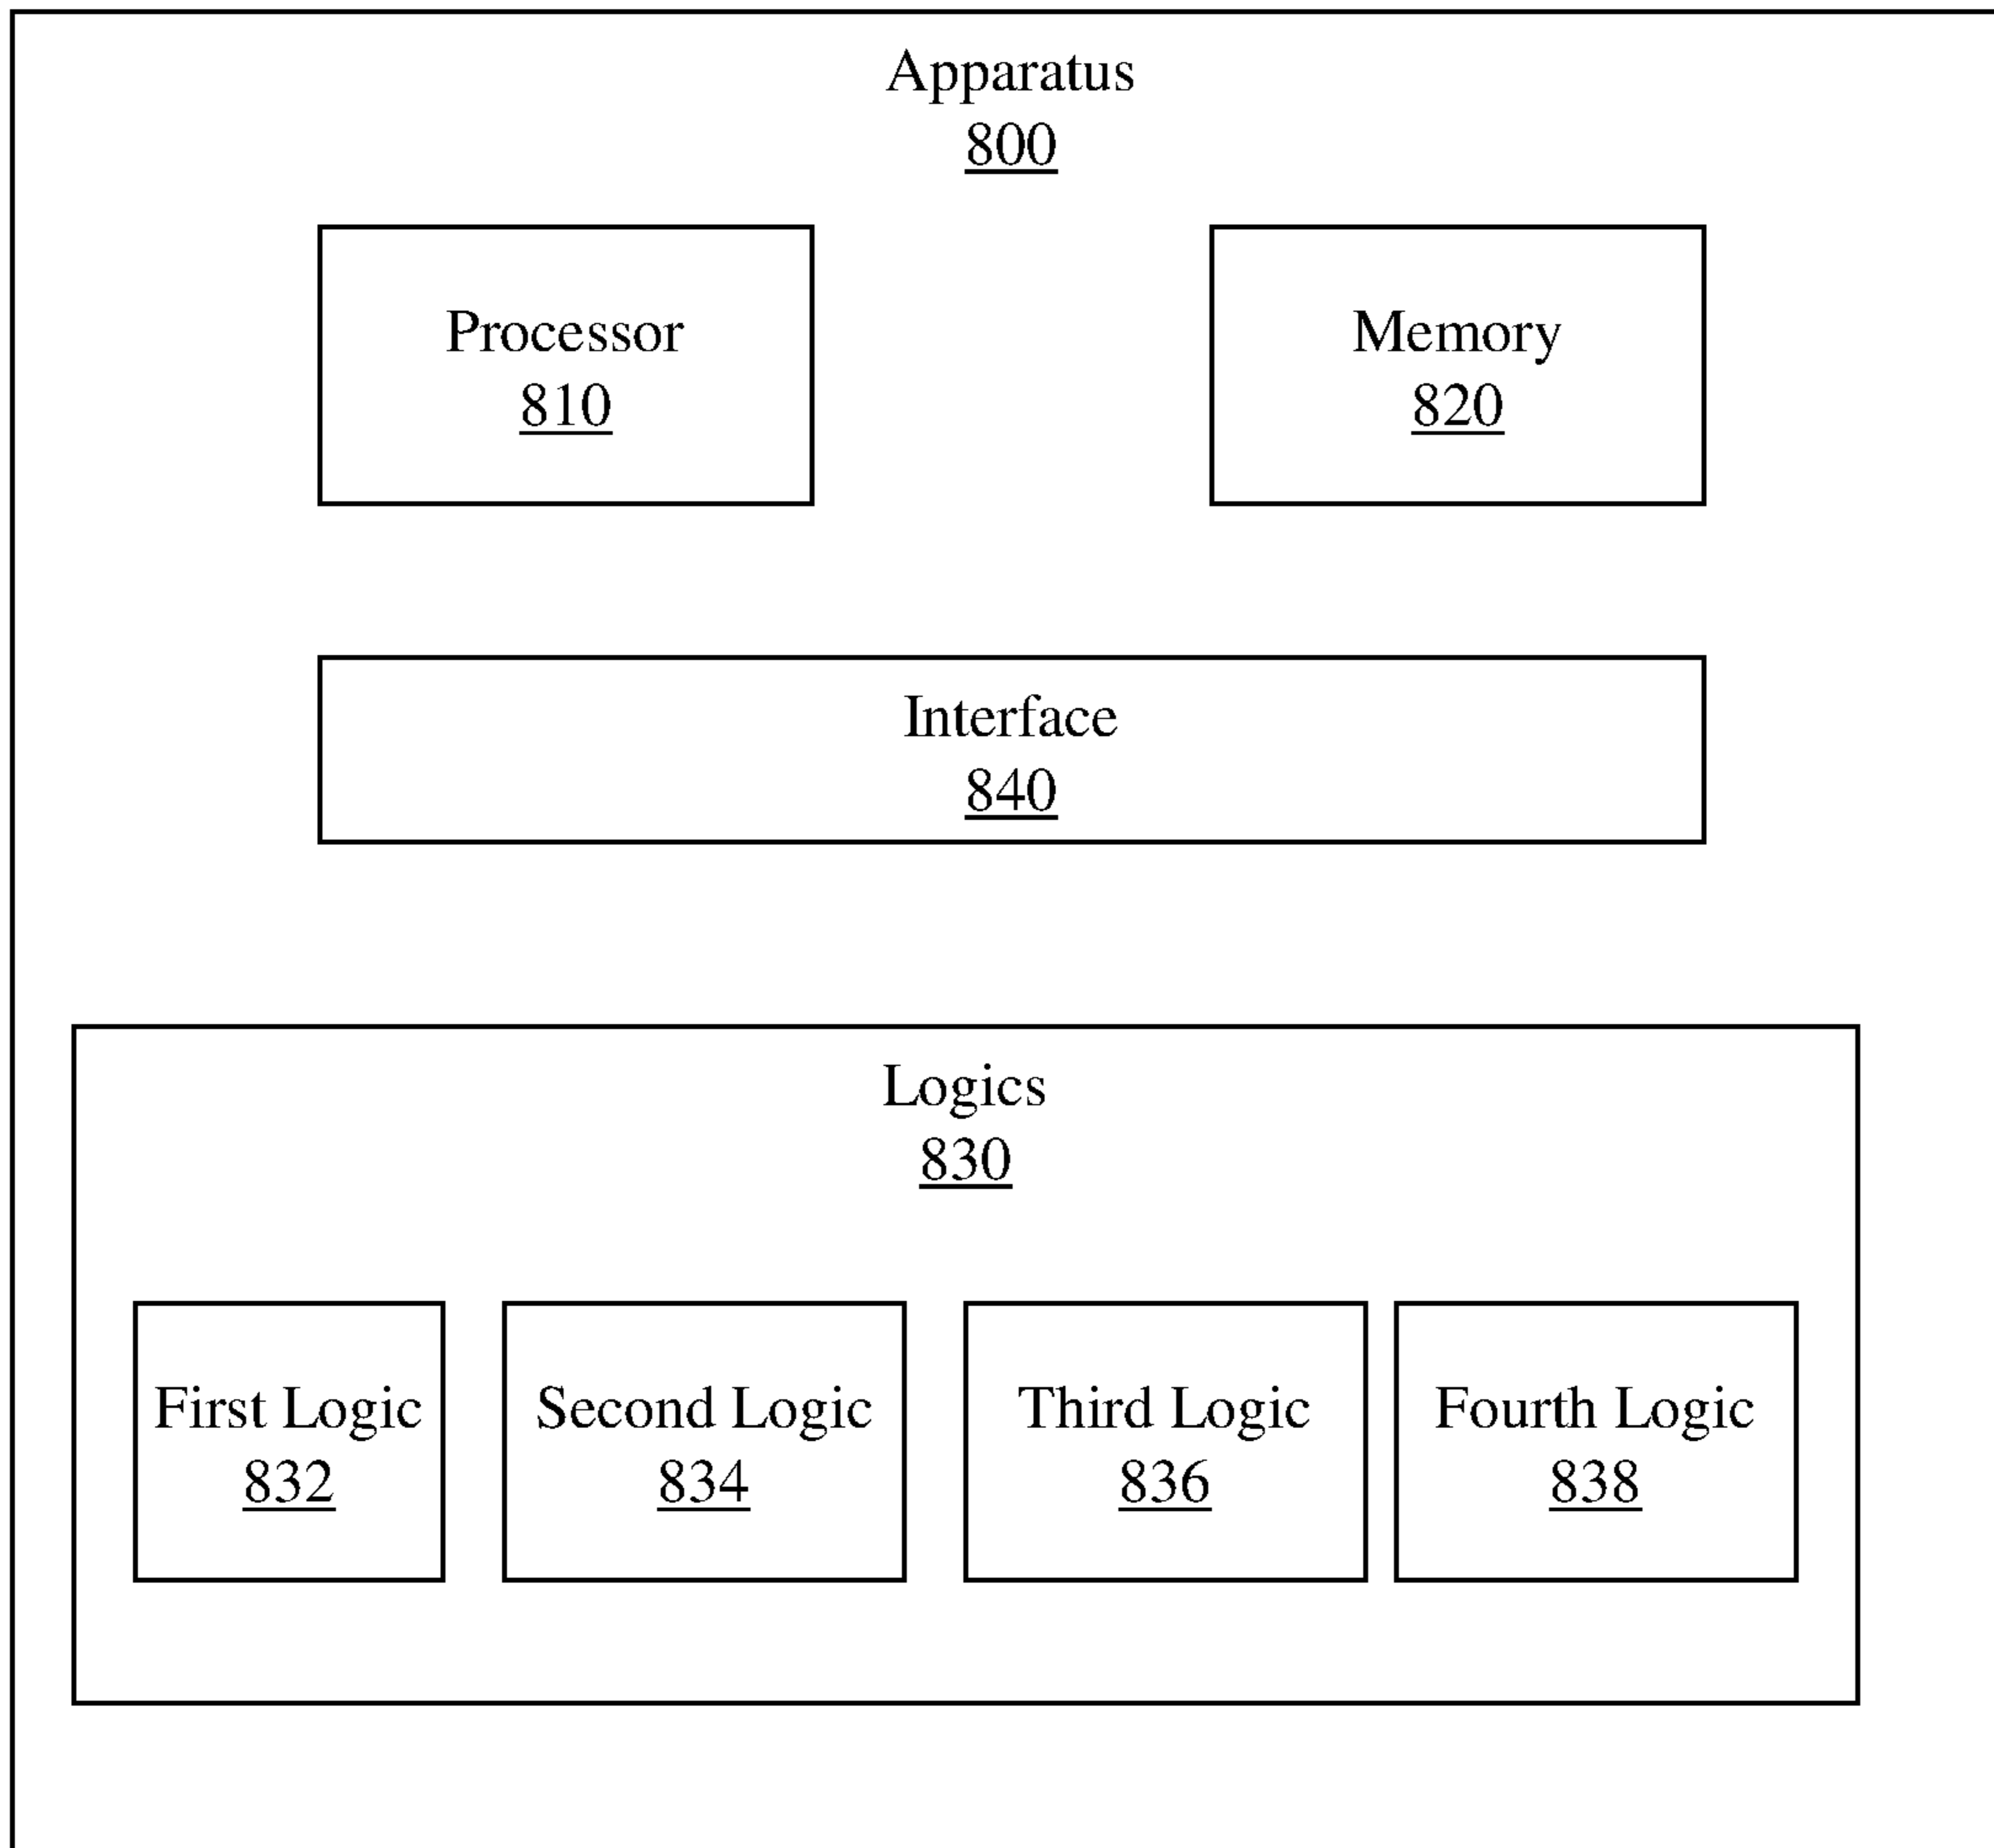 Apparatus
800
Processor
810
Memory
820
Interface
840
Logics
830
First Logic
832
Second Logic
834
Third Logic
836
Fourth Logic
838